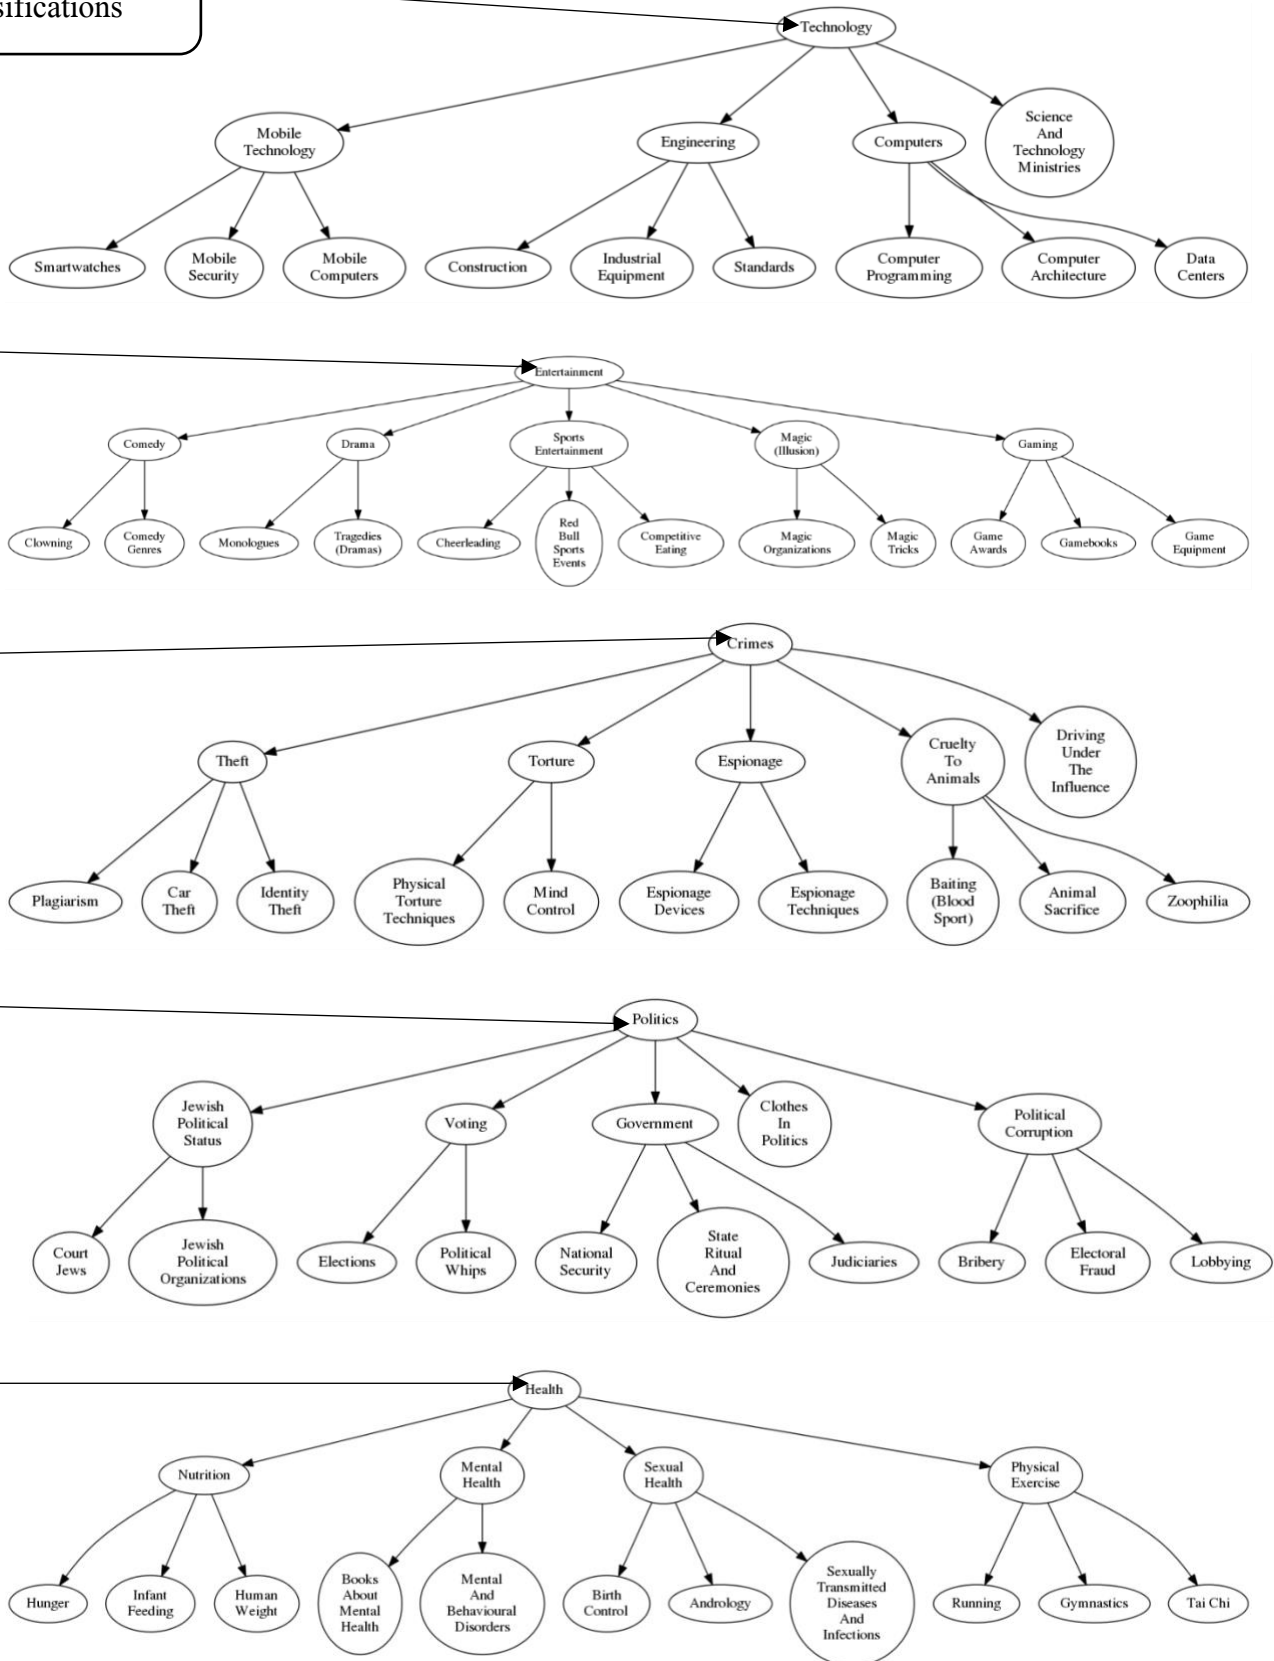 sifications
Technology
Mobile
Technology
Engineering
Computers
Science
And
Technology
Ministries
Smartwatches
Mobile
Security
Mobile
Computers
Construction
Industrial
Equipment
Standards
Computer
Programming
Computer
Architecture
Data
Centers
Entertainment
Comedy
Drama
Sports
Entertainment
Magic
(Illusion)
Gaming
Clowning
Comedy
Genres
Monologues
Tragedies
(Dramas)
Cheerleading
Red
Bull
Sports
Events
Competitive
Eating
Magic
Organizations
Magic
Tricks
Game
Awards
Gamebooks
Game
Equipment
Crimes
Theft
Torture
Espionage
Cruelty
To
Animals
Driving
Under
The
Influence
Plagiarism
Car
Theft
Identity
Theft
Physical
Torture
Techniques
Mind
Control
Espionage
Devices
Espionage
Techniques
Baiting
(Blood
Sport)
Animal
Sacrifice
Zoophilia
Politics
Jewish
Political
Status
Voting
Government
Clothes
In
Politics
Political
Corruption
Court
Jews
Jewish
Political
Organizations
Elections
Political
Whips
National
Security
State
Ritual
And
Ceremonies
Judiciaries
Bribery
Electoral
Fraud
Lobbying
Health
Nutrition
Mental
Health
Sexual
Health
Physical
Exercise
Hunger
Infant
Feeding
Human
Weight
Books
About
Mental
Health
Mental
And
Behavioural
Disorders
Birth
Control
Andrology
Sexually
Transmitted
Diseases
And
Infections
Running
Gymnastics
Tai Chi